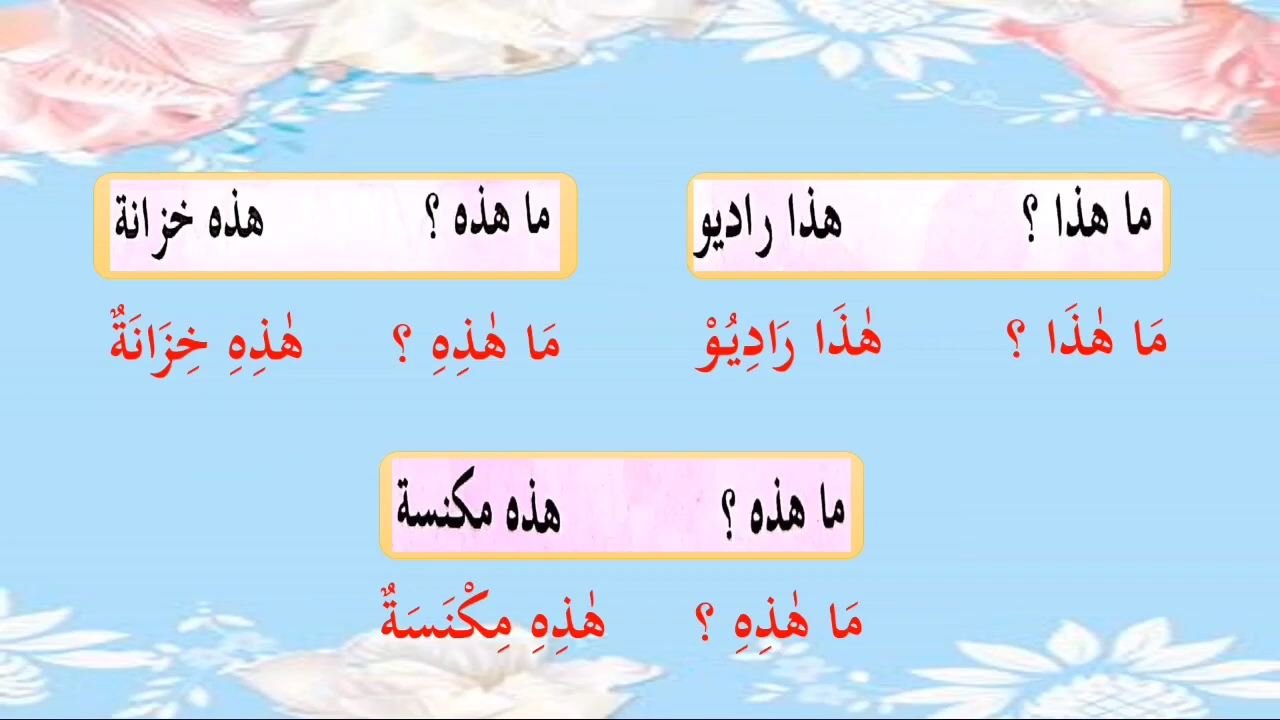 ما هذا ؟ هذا راديو
مَا هٰذَا ؟ هٰذَا رَادِيُوْ
ما هذه ؟ هذه خزانة
مَا هٰذِهِ ؟ هٰذِهِ خِزَانَةٌ
ما هذه ؟ هذه مكنسة
مَا هٰذِهِ ؟ هٰذِهِ مِكْنَسَةٌ